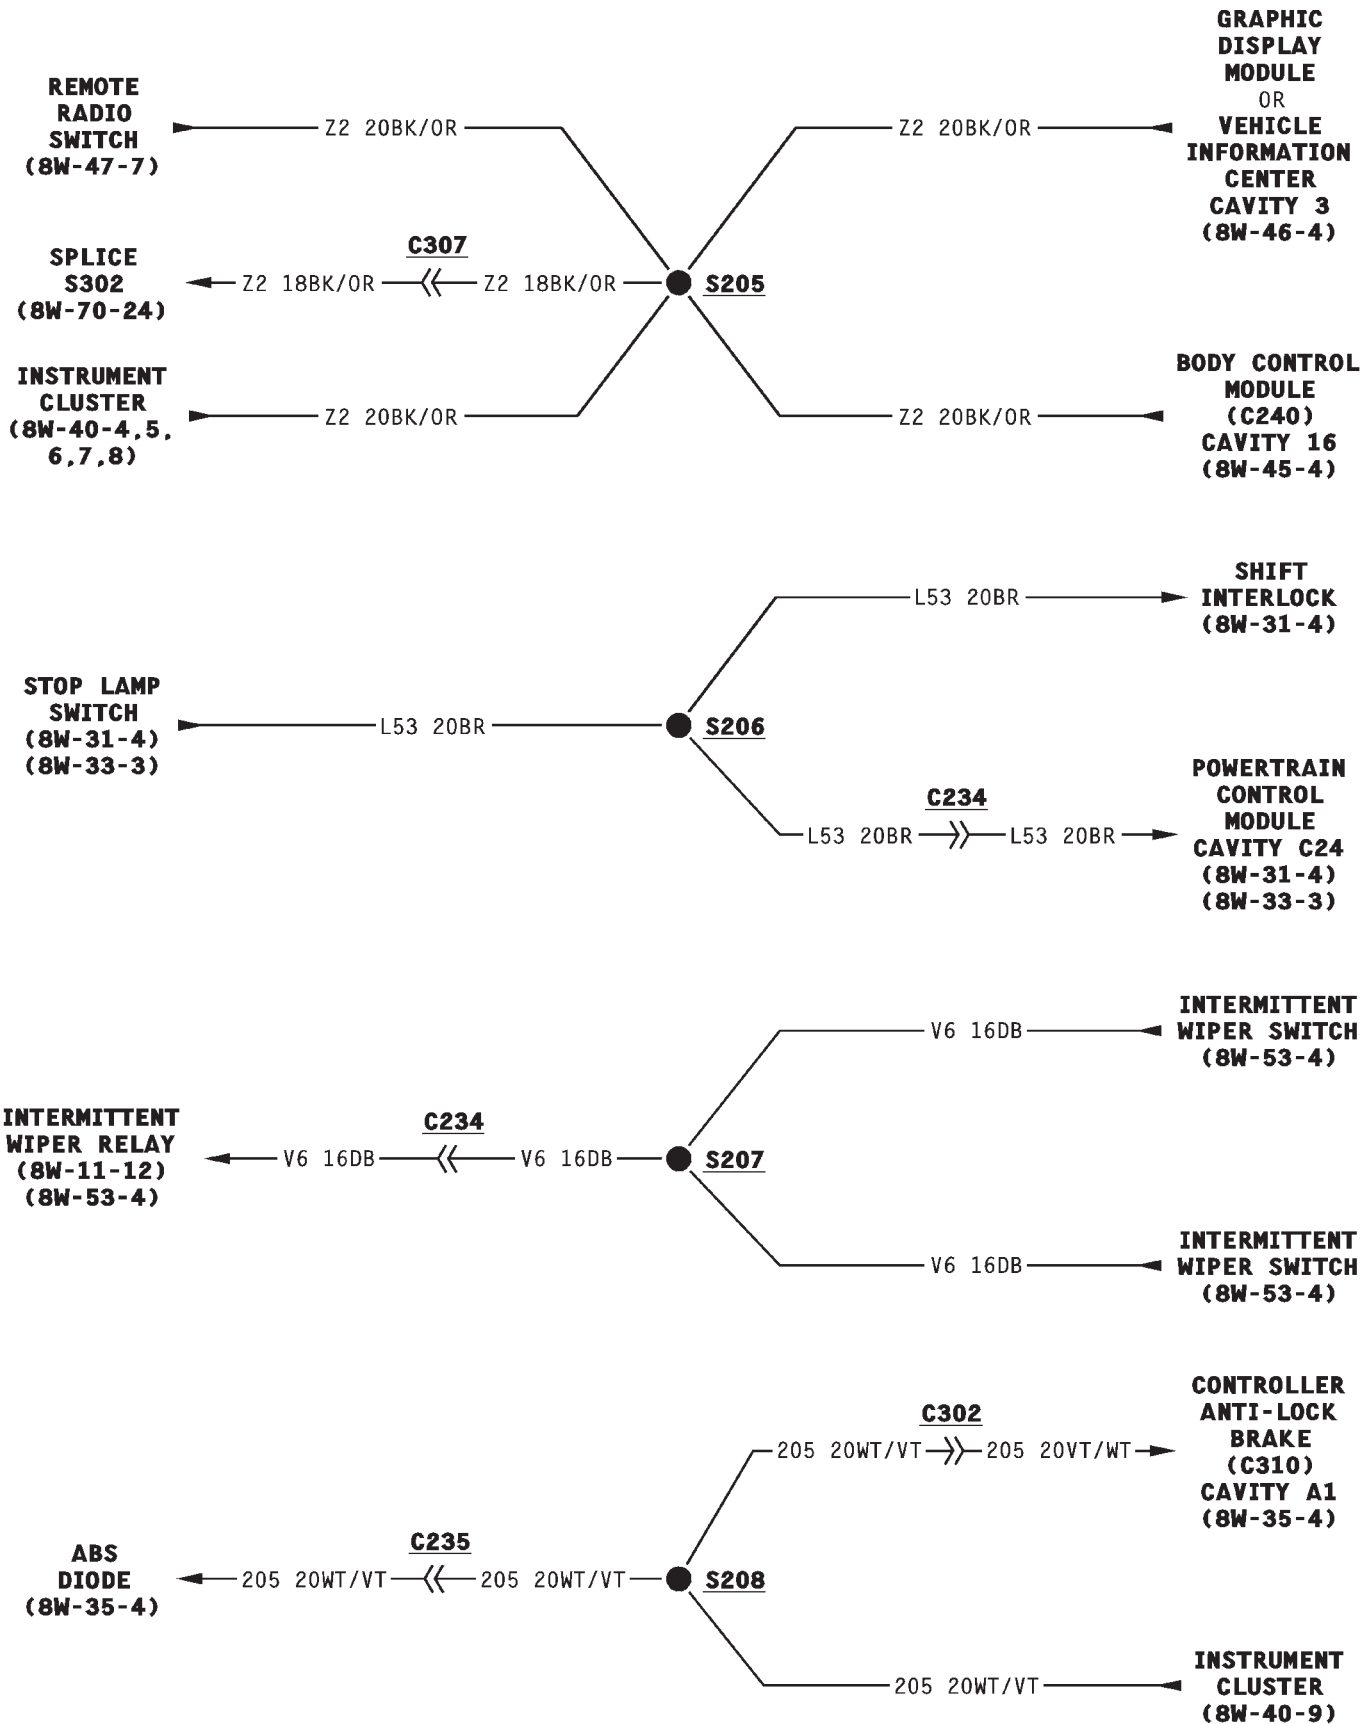 GRAPHIC
DISPLAY
MODULE
OR
VEHICLE
INFORMATION
CENTER
CAVITY 3
(8W-46-4)
REMOTE
RADIO
SWITCH
(8W-47-7)
Z2 20BK/OR
Z2 20BK/OR
SPLICE
S302
(8W-70-24)
C307
Z2 18BK/OR
Z2 18BK/OR
S205
INSTRUMENT
CLUSTER
(8W-40-4,5,
6,7,8)
Z2 20BK/OR
Z2 20BK/OR
BODY CONTROL
MODULE
(C240)
CAVITY 16
(8W-45-4)
L53 20BR
SHIFT
INTERLOCK
(8W-31-4)
STOP LAMP
SWITCH
(8W-31-4)
(8W-33-3)
L53 20BR
S206
C234
L53 20BR
L53 20BR
POWERTRAIN
CONTROL
MODULE
CAVITY C24
(8W-31-4)
(8W-33-3)
V6 16DB
INTERMITTENT
WIPER SWITCH
(8W-53-4)
INTERMITTENT
WIPER RELAY
(8W-11-12)
(8W-53-4)
C234
V6 16DB
V6 16DB
S207
V6 16DB
INTERMITTENT
WIPER SWITCH
(8W-53-4)
C302
205 20WT/VT
205 20VT/WT
CONTROLLER
ANTI-LOCK
BRAKE
(C310)
CAVITY A1
(8W-35-4)
ABS
DIODE
(8W-35-4)
C235
205 20WT/VT
205 20WT/VT
S208
205 20WT/VT
INSTRUMENT
CLUSTER
(8W-40-9)